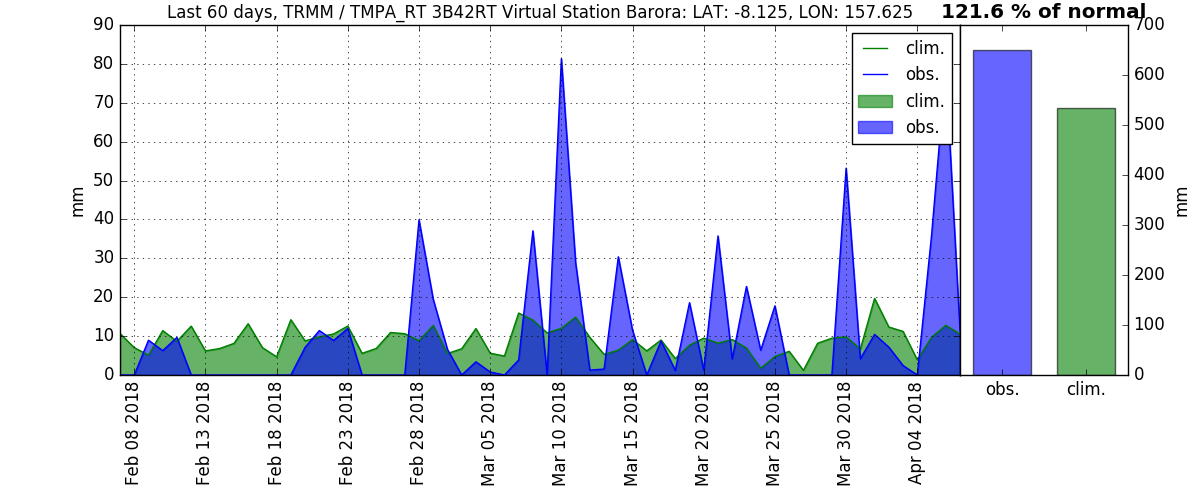 Last 60 days, TRMM / TMPA_RT 3B42RT Virtual Station Barora: LAT: -8.125, LON: 157.625
121.6 % of normal
90
80
70
60
50
40
30
20
10
0
mm
clim.
obs.
clim.
obs.
Feb 08 2018
Feb 13 2018
Feb 18 2018
Feb 23 2018
Feb 28 2018
Mar 05 2018
Mar 10 2018
Mar 15 2018
Mar 20 2018
Mar 25 2018
Mar 30 2018
Apr 04 2018
700
600
500
400
300
200
100
0
mm
obs.
clim.